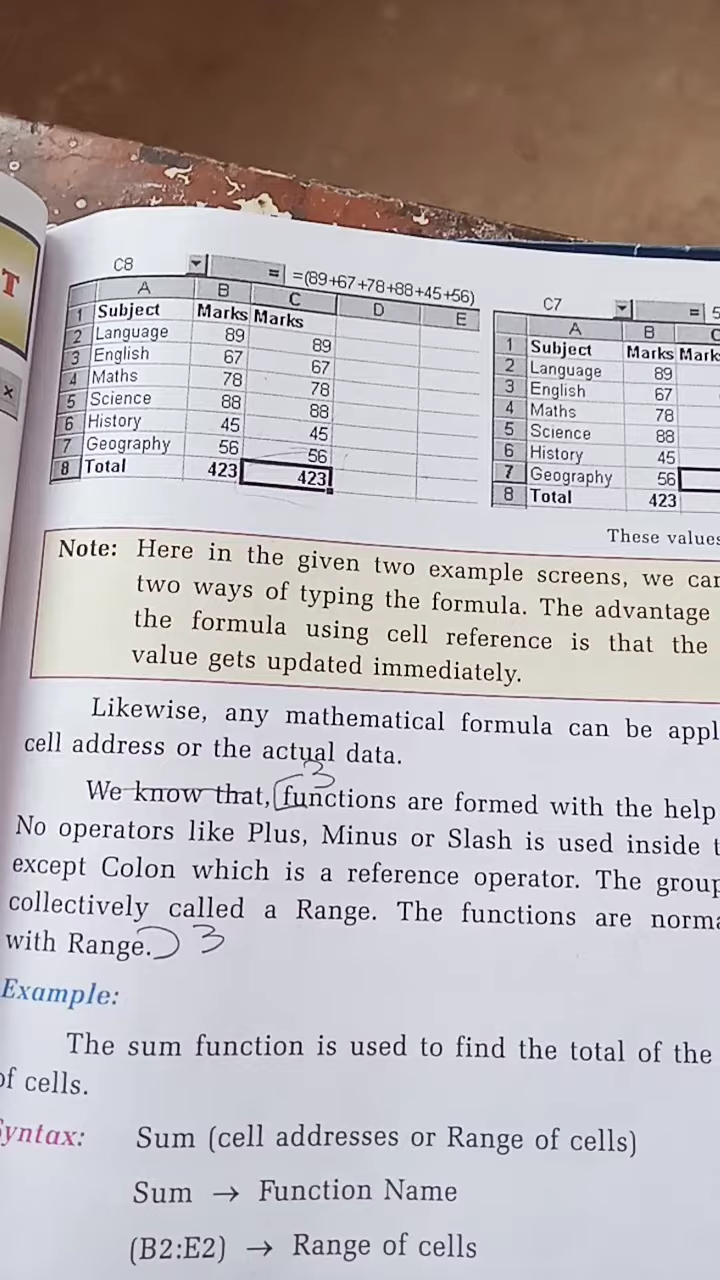 T
x
C8 = =(89+67+78+88+45+56)
A B C D E
1 Subject Marks Marks
2 Language 89 89
3 English 67 67
4 Maths 78 78
5 Science 88 88
6 History 45 45
7 Geography 56 56
8 Total 423 423
C7 = 5
A B C
1 Subject Marks Mark
2 Language 89
3 English 67
4 Maths 78
5 Science 88
6 History 45
7 Geography 56
8 Total 423
These values
Note: Here in the given two example screens, we can
two ways of typing the formula. The advantage
the formula using cell reference is that the
value gets updated immediately.
Likewise, any mathematical formula can be appl
cell address or the actual data.
3
We know that, functions are formed with the help
No operators like Plus, Minus or Slash is used inside t
except Colon which is a reference operator. The group
collectively called a Range. The functions are norma
with Range. 3
Example:
The sum function is used to find the total of the
of cells.
Syntax: Sum (cell addresses or Range of cells)
Sum → Function Name
(B2:E2) → Range of cells